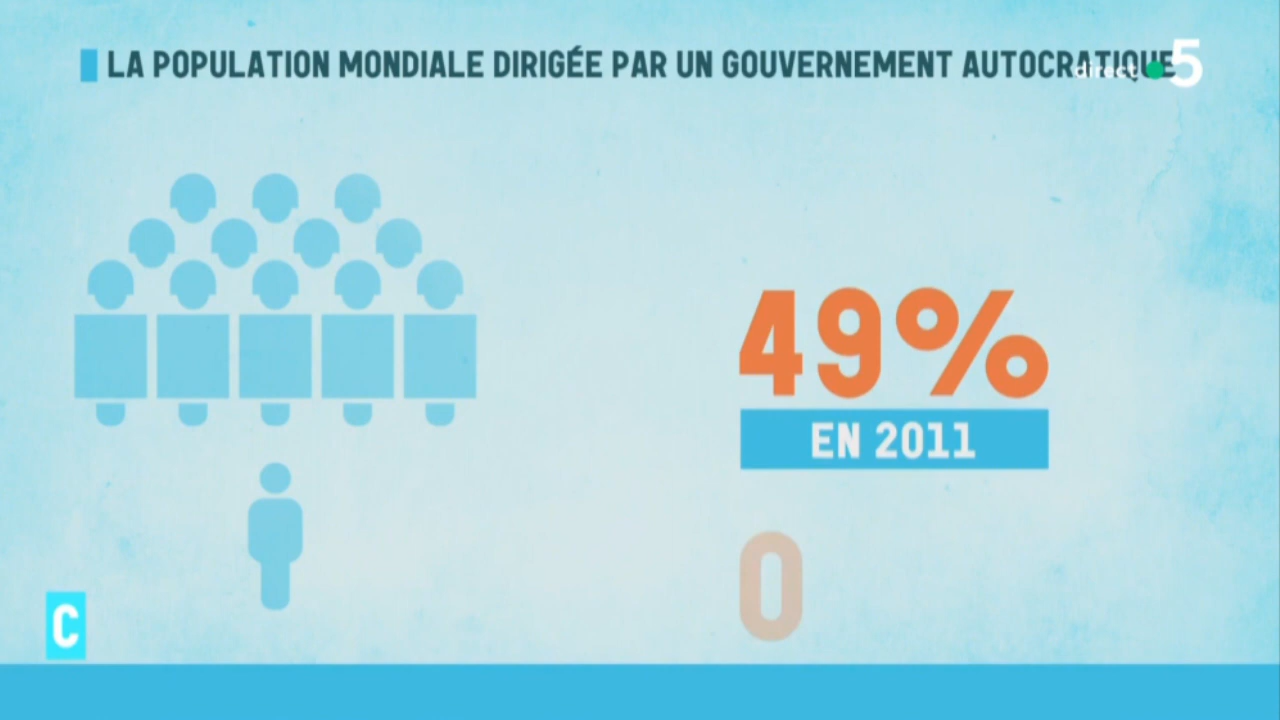 LA POPULATION MONDIALE DIRIGÉE PAR UN GOUVERNEMENT AUTOCRATIQUE
direct 5
49%
EN 2011
0
C